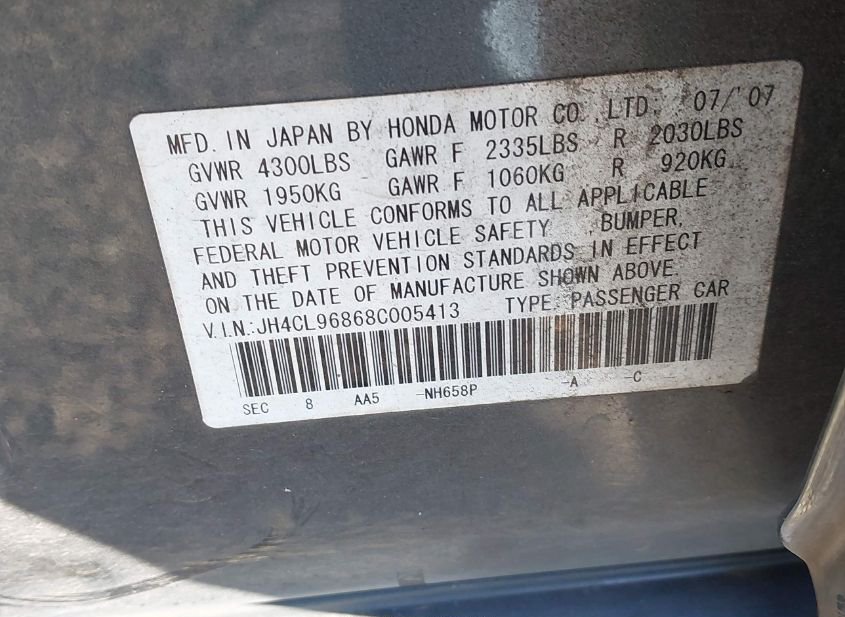 MFD. IN JAPAN BY HONDA MOTOR CO.,LTD. 07/'07
GVWR 4300LBS GAWR F 2335LBS R 2030LBS
GVWR 1950KG GAWR F 1060KG R 920KG
THIS VEHICLE CONFORMS TO ALL APPLICABLE
FEDERAL MOTOR VEHICLE SAFETY ,BUMPER,
AND THEFT PREVENTION STANDARDS IN EFFECT
ON THE DATE OF MANUFACTURE SHOWN ABOVE.
V.I.N.:JH4CL96868C005413 TYPE: PASSENGER CAR
SEC 8 AA5 -NH658P -A -C